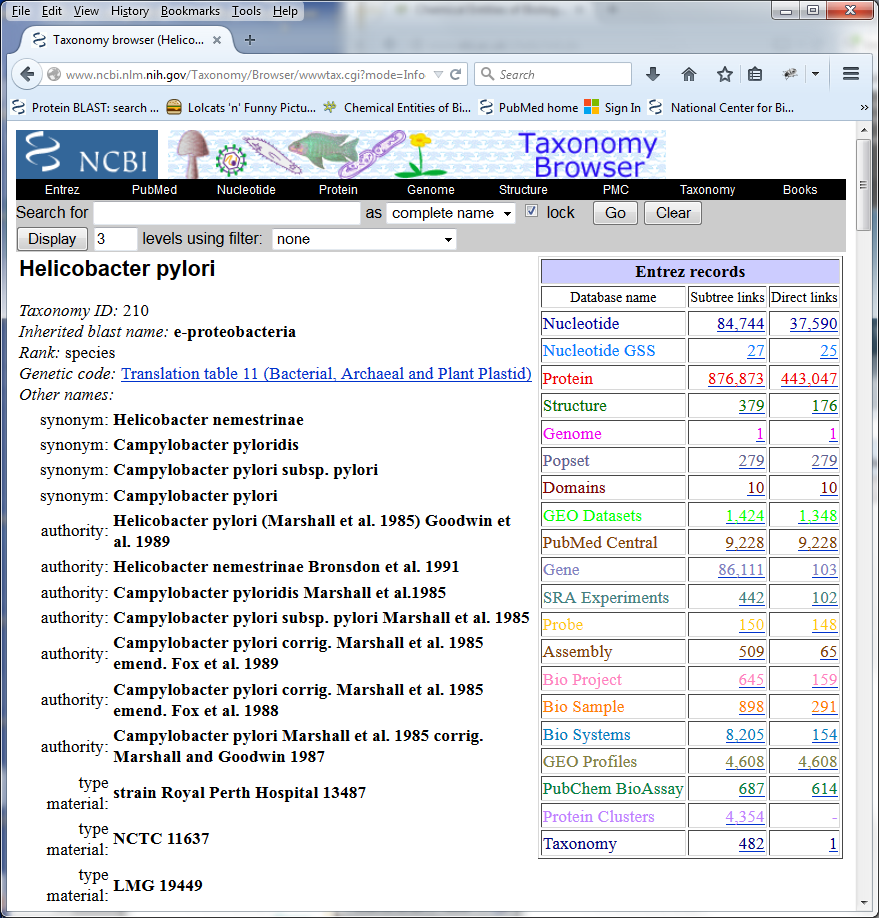 File Edit View History Bookmarks Tools Help
Taxonomy browser (Helico...
www.ncbi.nlm.nih.gov/Taxonomy/Browser/wwwtax.cgi?mode=Info
Search
Protein BLAST: search ... Lolcats 'n' Funny Pictu... Chemical Entities of Bi... PubMed home Sign In National Center for Bi...
NCBI
Taxonomy
Browser
Entrez PubMed Nucleotide Protein Genome Structure PMC Taxonomy Books
Search for as complete name lock Go Clear
Display 3 levels using filter: none
Helicobacter pylori
Taxonomy ID: 210
Inherited blast name: e-proteobacteria
Rank: species
Genetic code: Translation table 11 (Bacterial, Archaeal and Plant Plastid)
Other names:
synonym: Helicobacter nemestrinae
synonym: Campylobacter pyloridis
synonym: Campylobacter pylori subsp. pylori
synonym: Campylobacter pylori
authority: Helicobacter pylori (Marshall et al. 1985) Goodwin et
al. 1989
authority: Helicobacter nemestrinae Bronsdon et al. 1991
authority: Campylobacter pyloridis Marshall et al.1985
authority: Campylobacter pylori subsp. pylori Marshall et al. 1985
authority: Campylobacter pylori corrig. Marshall et al. 1985
emend. Fox et al. 1989
authority: Campylobacter pylori corrig. Marshall et al. 1985
emend. Fox et al. 1988
authority: Campylobacter pylori Marshall et al. 1985 corrig.
Marshall and Goodwin 1987
type
material: strain Royal Perth Hospital 13487
type
material: NCTC 11637
type
material: LMG 19449
Entrez records
Database name Subtree links Direct links
Nucleotide 84,744 37,590
Nucleotide GSS 27 25
Protein 876,873 443,047
Structure 379 176
Genome 1 1
Popset 279 279
Domains 10 10
GEO Datasets 1,424 1,348
PubMed Central 9,228 9,228
Gene 86,111 103
SRA Experiments 442 102
Probe 150 148
Assembly 509 65
Bio Project 645 159
Bio Sample 898 291
Bio Systems 8,205 154
GEO Profiles 4,608 4,608
PubChem BioAssay 687 614
Protein Clusters 4,354 -
Taxonomy 482 1